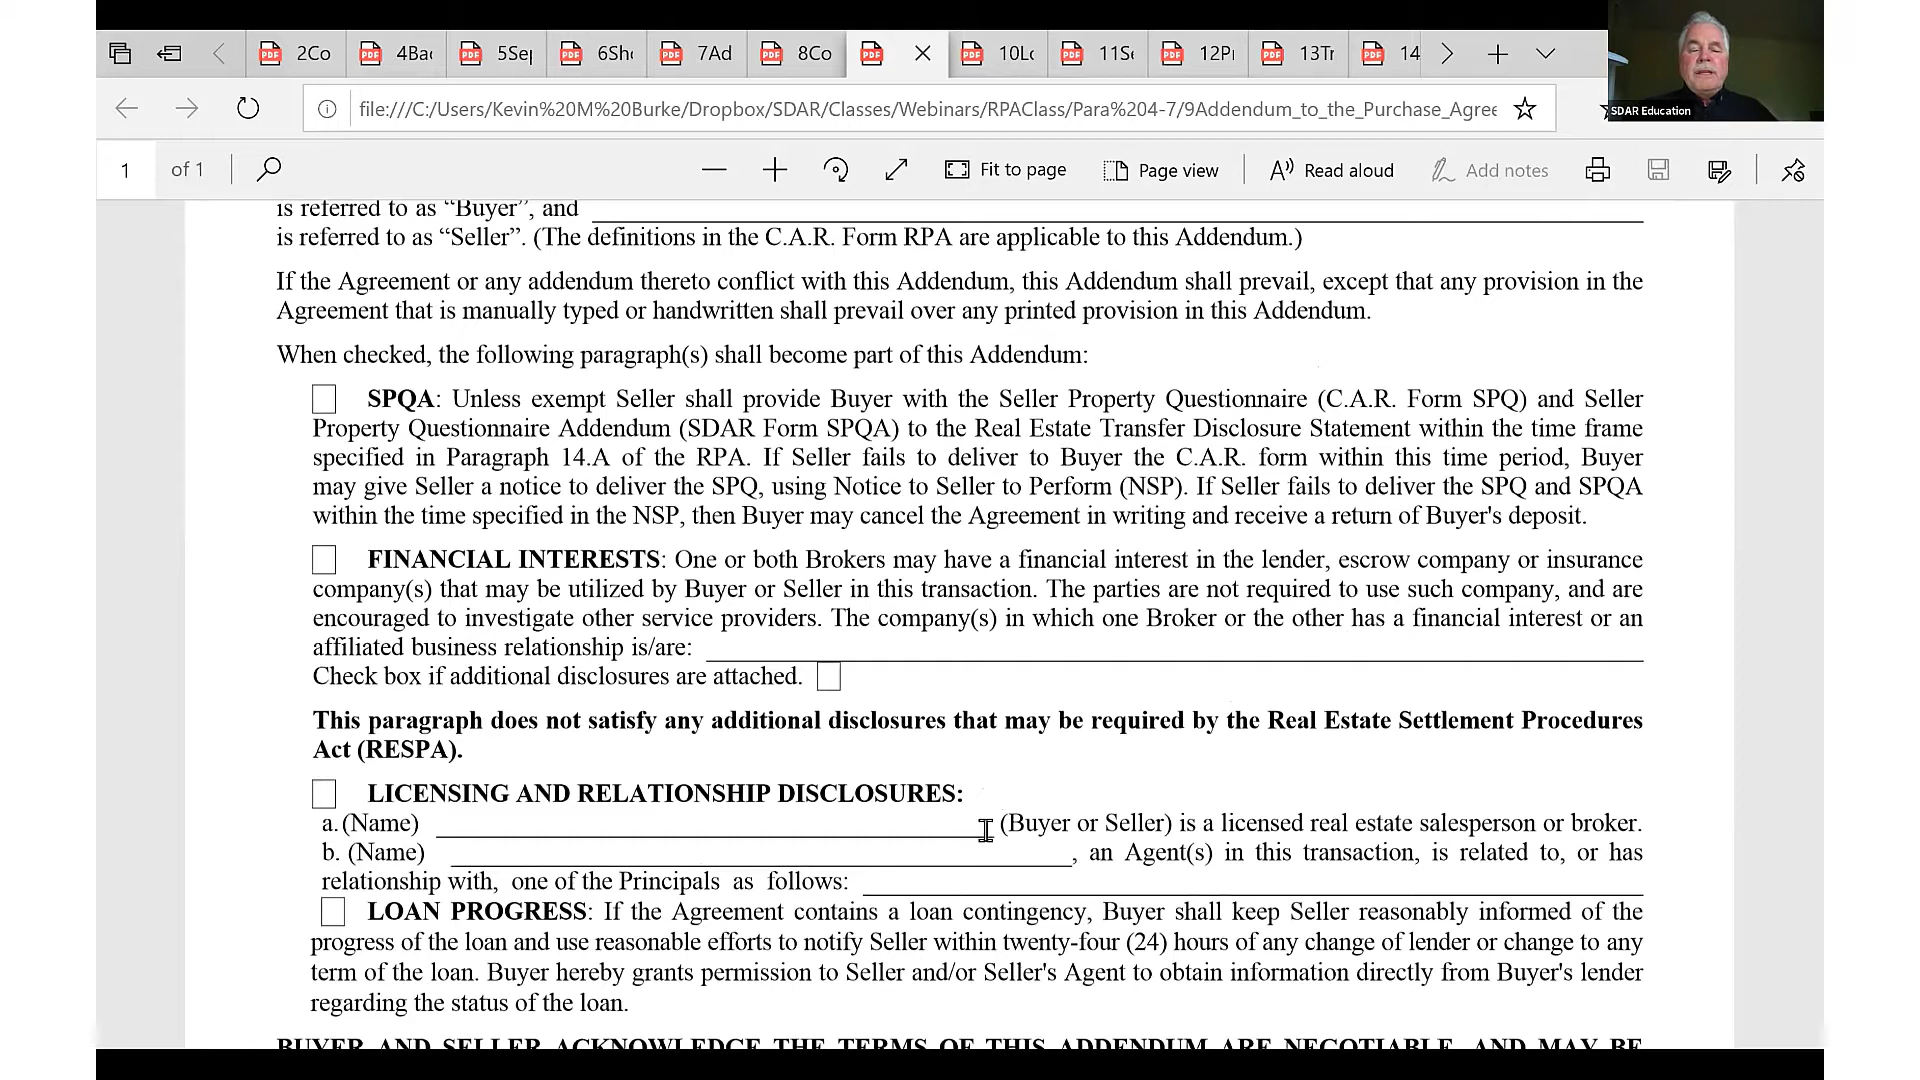 2Co 4Bac 5Sep 6Sho 7Ad 8Co 10Lo 11Se 12Pr 13Tr 14
file:///C:/Users/Kevin%20M%20Burke/Dropbox/SDAR/Classes/Webinars/RPAClass/Para%204-7/9Addendum_to_the_Purchase_Agree
SDAR Education
1 of 1 Fit to page Page view Read aloud Add notes
is referred to as “Buyer”, and
is referred to as “Seller”. (The definitions in the C.A.R. Form RPA are applicable to this Addendum.)
If the Agreement or any addendum thereto conflict with this Addendum, this Addendum shall prevail, except that any provision in the
Agreement that is manually typed or handwritten shall prevail over any printed provision in this Addendum.
When checked, the following paragraph(s) shall become part of this Addendum:
SPQA: Unless exempt Seller shall provide Buyer with the Seller Property Questionnaire (C.A.R. Form SPQ) and Seller
Property Questionnaire Addendum (SDAR Form SPQA) to the Real Estate Transfer Disclosure Statement within the time frame
specified in Paragraph 14.A of the RPA. If Seller fails to deliver to Buyer the C.A.R. form within this time period, Buyer
may give Seller a notice to deliver the SPQ, using Notice to Seller to Perform (NSP). If Seller fails to deliver the SPQ and SPQA
within the time specified in the NSP, then Buyer may cancel the Agreement in writing and receive a return of Buyer's deposit.
FINANCIAL INTERESTS: One or both Brokers may have a financial interest in the lender, escrow company or insurance
company(s) that may be utilized by Buyer or Seller in this transaction. The parties are not required to use such company, and are
encouraged to investigate other service providers. The company(s) in which one Broker or the other has a financial interest or an
affiliated business relationship is/are:
Check box if additional disclosures are attached.
This paragraph does not satisfy any additional disclosures that may be required by the Real Estate Settlement Procedures
Act (RESPA).
LICENSING AND RELATIONSHIP DISCLOSURES:
a. (Name) (Buyer or Seller) is a licensed real estate salesperson or broker.
b. (Name) , an Agent(s) in this transaction, is related to, or has
relationship with, one of the Principals as follows:
LOAN PROGRESS: If the Agreement contains a loan contingency, Buyer shall keep Seller reasonably informed of the
progress of the loan and use reasonable efforts to notify Seller within twenty-four (24) hours of any change of lender or change to any
term of the loan. Buyer hereby grants permission to Seller and/or Seller's Agent to obtain information directly from Buyer's lender
regarding the status of the loan.
BUYER AND SELLER ACKNOWLEDGE THE TERMS OF THIS ADDENDUM ARE NEGOTIABLE, AND MAY BE